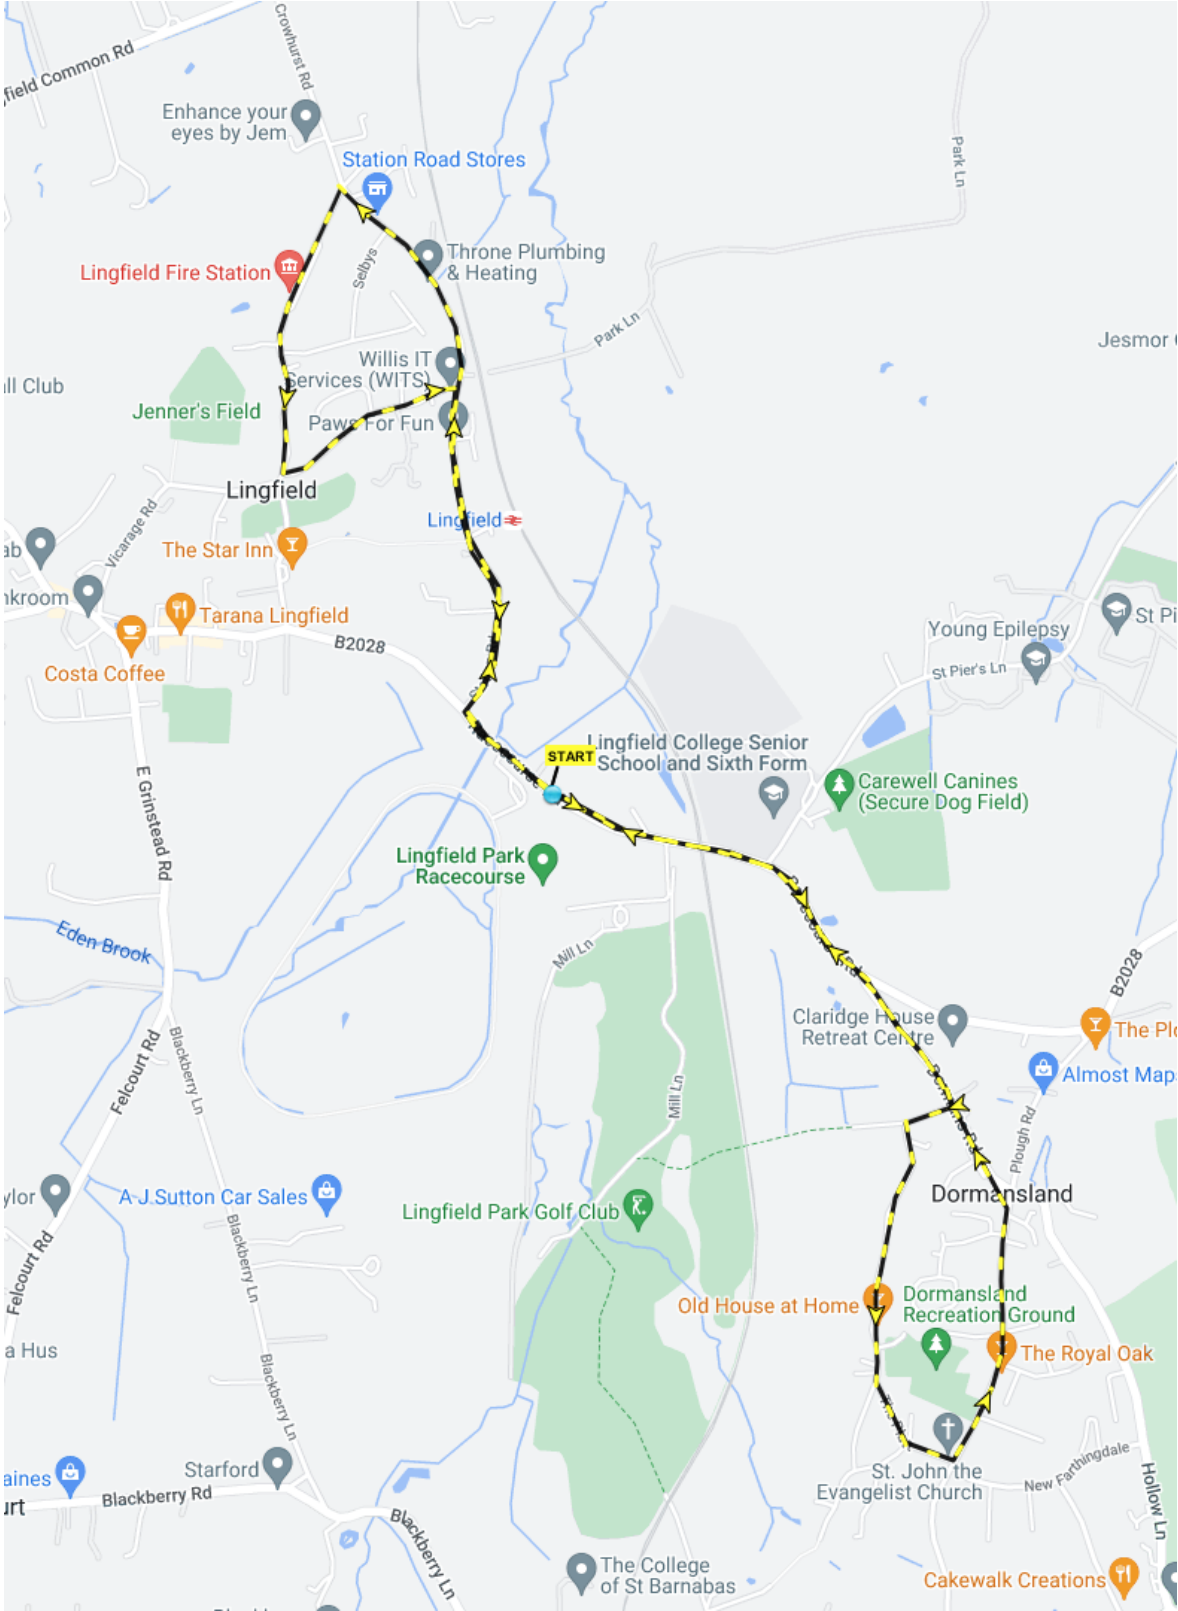 Crowhurst Rd
field Common Rd
Enhance your
eyes by Jem
Station Road Stores
Park Ln
Throne Plumbing
& Heating
Selbys
Lingfield Fire Station
Park Ln
Jesmor
Willis IT
Services (WITS)
all Club
Jenner's Field
Paws For Fun
Lingfield
Lingfield
Vicarage Rd
The Star Inn
ab
nkroom
Tarana Lingfield
St Pi
Young Epilepsy
B2028
Costa Coffee
St Pier's Ln
START
Lingfield College Senior
School and Sixth Form
Carewell Canines
(Secure Dog Field)
E Grinstead Rd
Lingfield Park
Racecourse
Eden Brook
Mill Ln
B2028
Claridge House
Retreat Centre
The Plo
Felcourt Rd
Blackberry Ln
Almost Maps
Mill Ln
Plough Rd
Dormansland
aylor
A J Sutton Car Sales
Lingfield Park Golf Club
Felcourt Rd
Blackberry Ln
Old House at Home
Dormansland
Recreation Ground
a Hus
The Royal Oak
Blackberry Ln
St. John the
Evangelist Church
New Farthingdale
Starford
aines
urt
Blackberry Rd
Hollow Ln
Blackberry Ln
The College
of St Barnabas
Cakewalk Creations